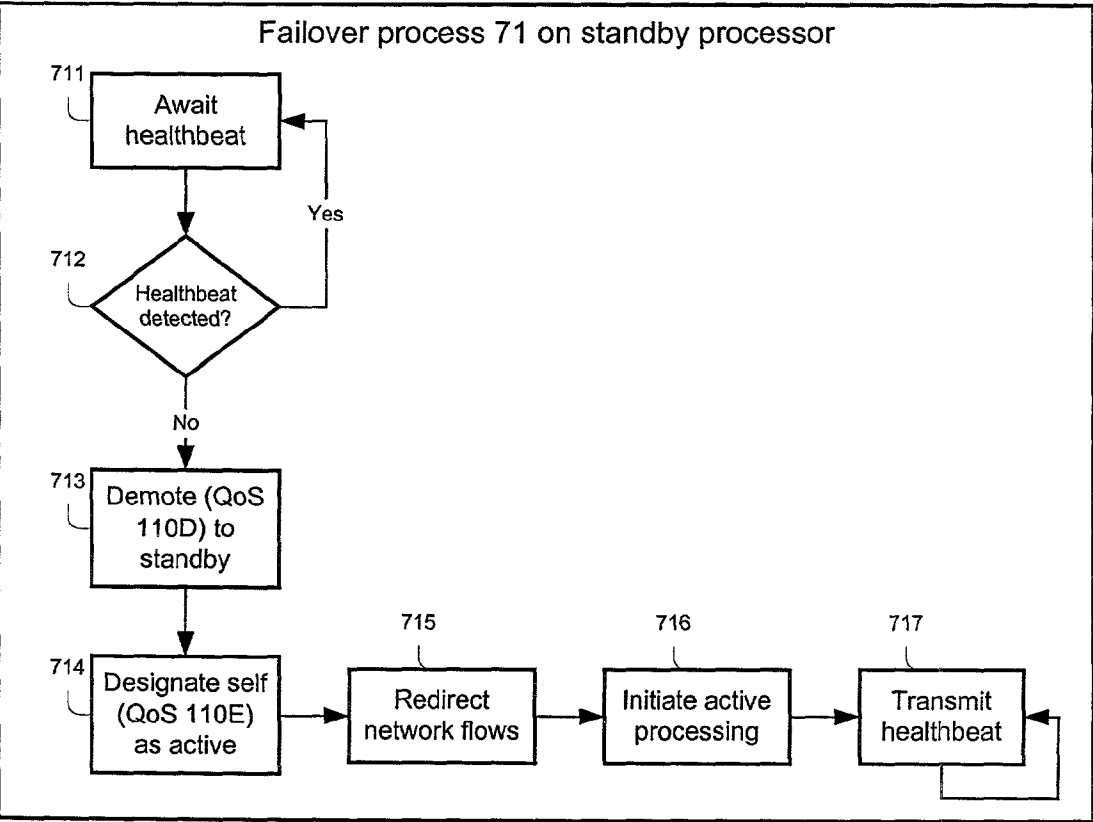 Failover process 71 on standby processor
711
Await
healthbeat
Yes
712
Healthbeat
detected?
No
713
Demote (QoS
110D) to
standby
714
Designate self
(QoS 110E)
as active
715
Redirect
network flows
716
Initiate active
processing
717
Transmit
healthbeat